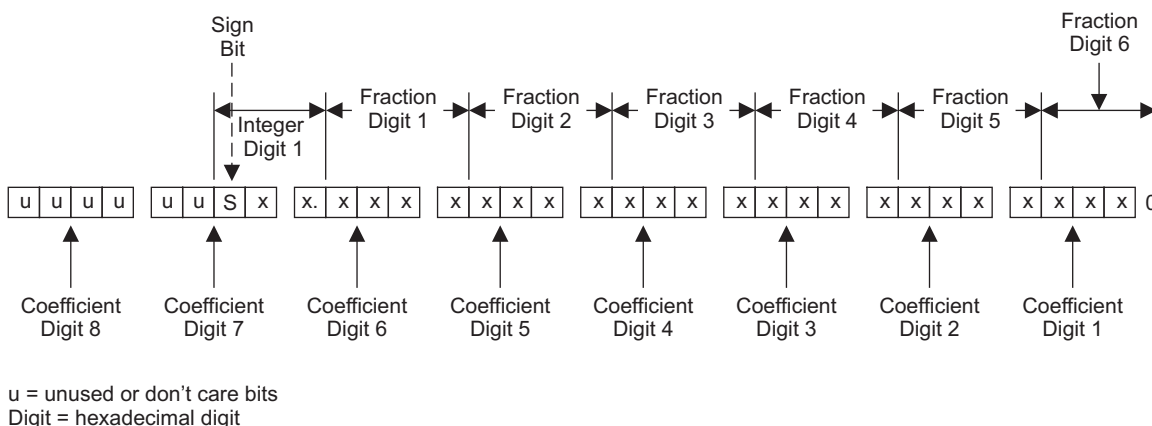 Sign
Bit
Fraction
Digit 6
Integer
Digit 1
Fraction
Digit 1
Fraction
Digit 2
Fraction
Digit 3
Fraction
Digit 4
Fraction
Digit 5
u u u u u u S x x. x x x x x x x x x x x x x x x x x x x x x x x 0
Coefficient
Digit 8
Coefficient
Digit 7
Coefficient
Digit 6
Coefficient
Digit 5
Coefficient
Digit 4
Coefficient
Digit 3
Coefficient
Digit 2
Coefficient
Digit 1
u = unused or don’t care bits
Digit = hexadecimal digit